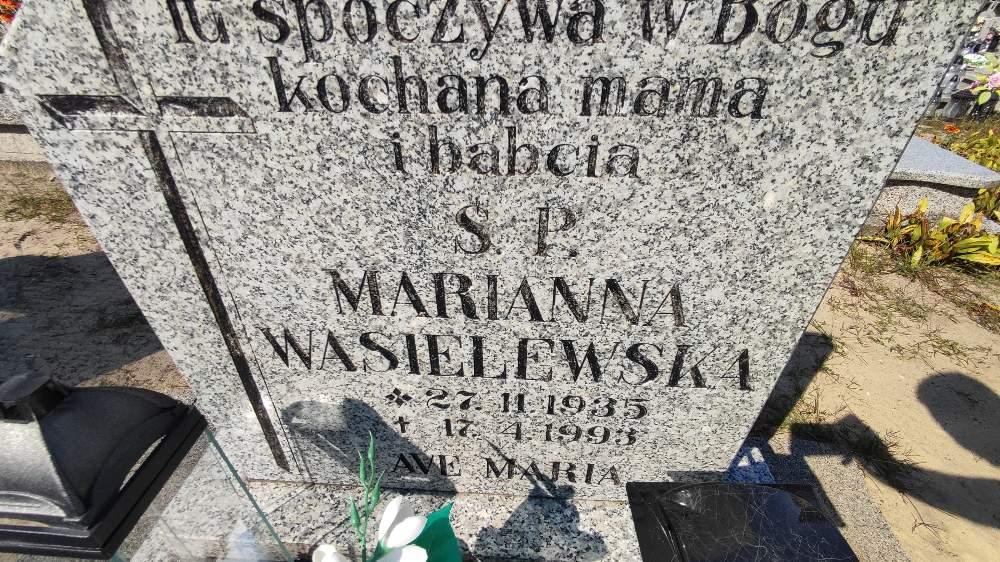 Tu spoczywa w Bogu
kochana mama
i babcia
Ś P.
MARIANNA
WASIELEWSKA
27. 11. 1935
17. 4. 1993
AVE MARIA